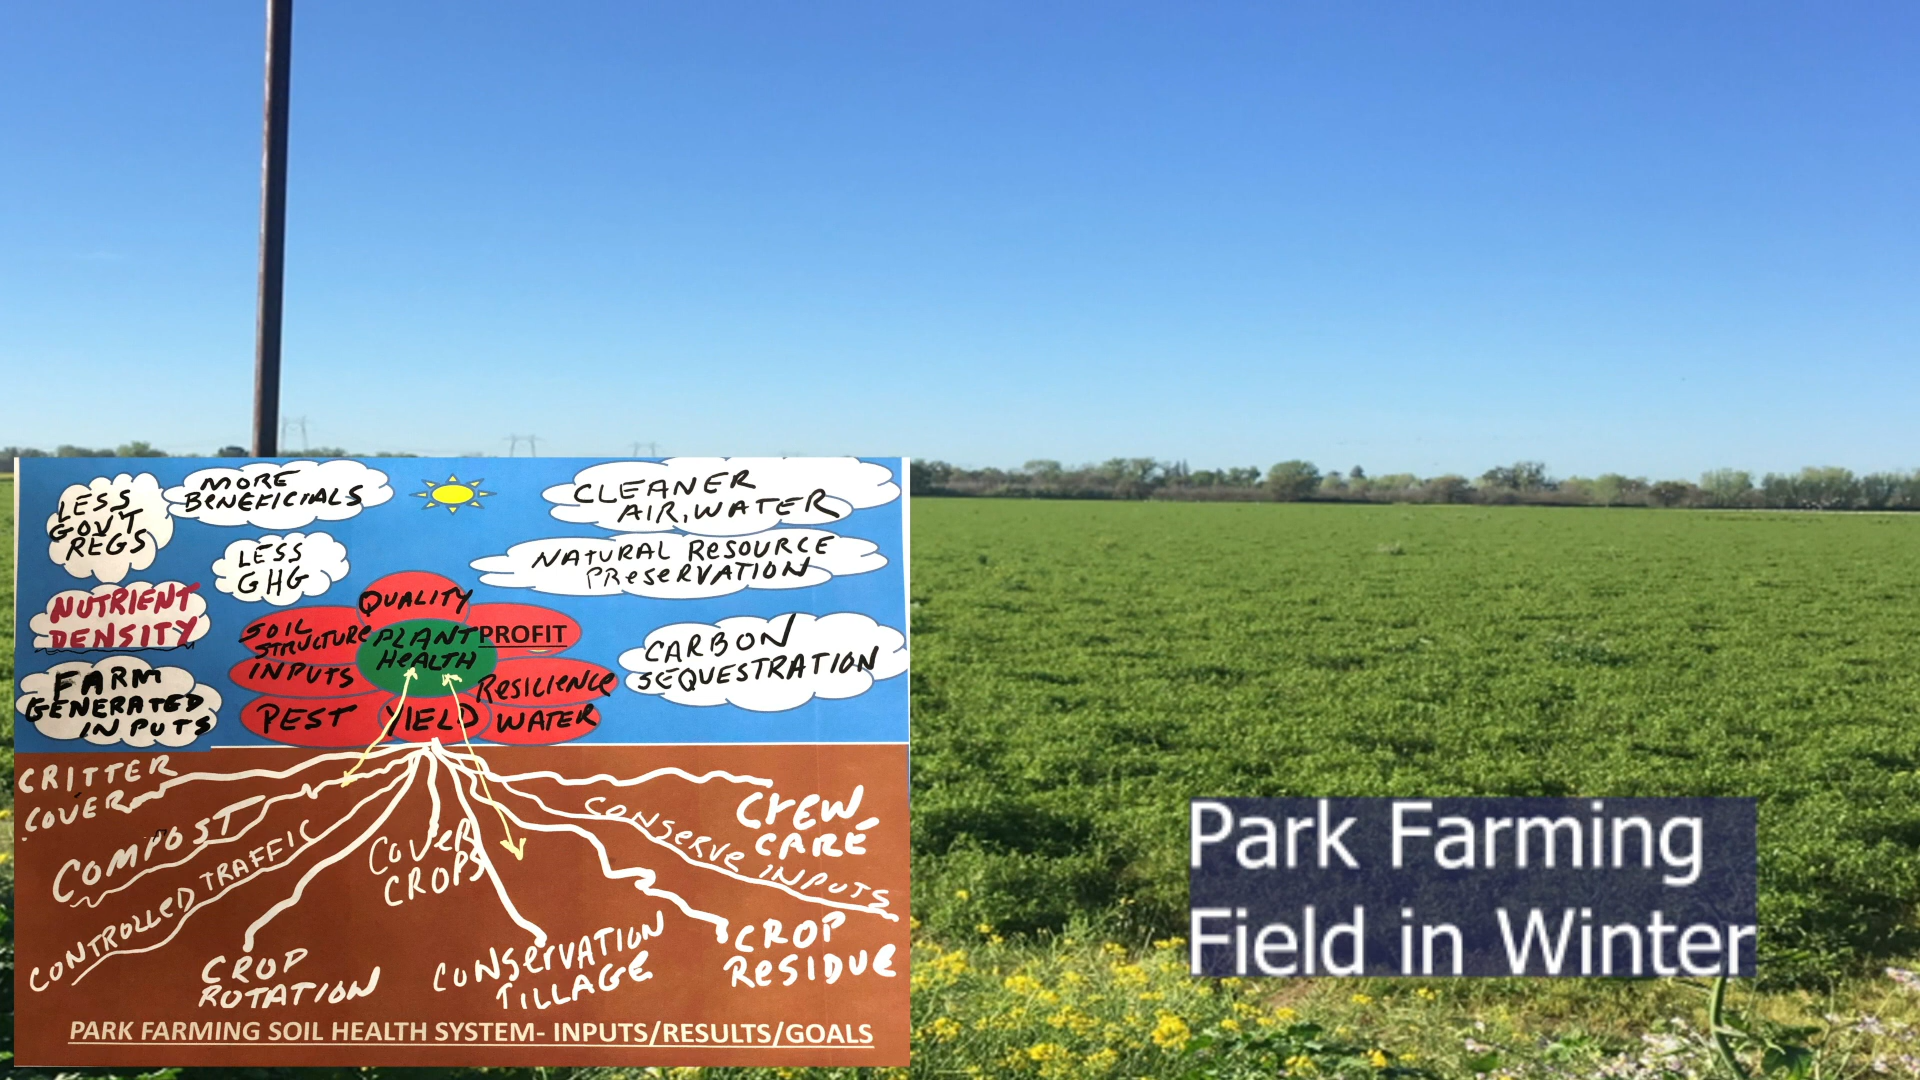 LESS
GOV'T
REGS
MORE
BENEFICIALS
CLEANER
AIR, WATER
LESS
GHG
NATURAL RESOURCE
PRESERVATION
NUTRIENT
DENSITY
QUALITY
SOIL
STRUCTURE
PLANT
HEALTH
PROFIT
CARBON
SEQUESTRATION
FARM
GENERATED
INPUTS
INPUTS
RESILIENCE
PEST
YIELD
WATER
CRITTER
COVER
COMPOST
CONTROLLED TRAFFIC
CROP
ROTATION
COVER
CROPS
CONSERVATION
TILLAGE
CONSERVE INPUTS
CREW
CARE
CROP
RESIDUE
PARK FARMING SOIL HEALTH SYSTEM- INPUTS/RESULTS/GOALS
Park Farming
Field in Winter